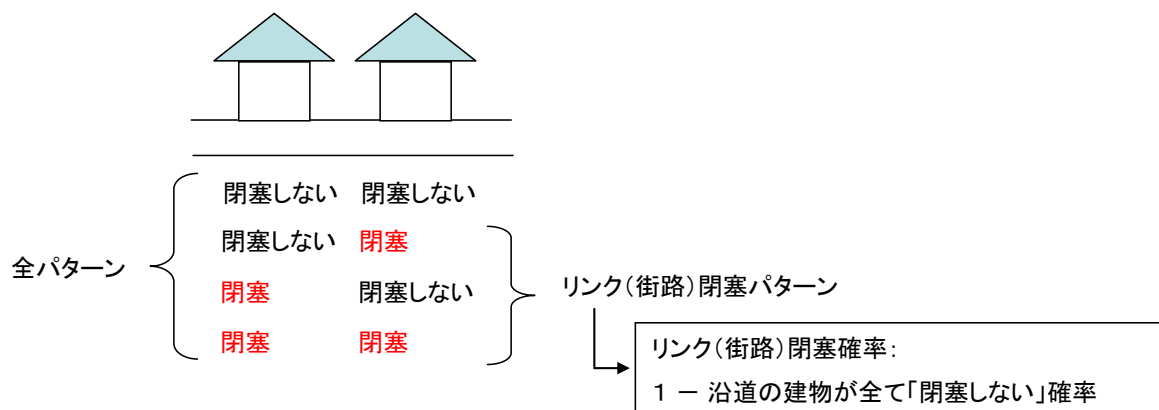 閉塞しない 閉塞しない
閉塞しない 閉塞
全パターン
閉塞 閉塞しない
リンク(街路)閉塞パターン
閉塞 閉塞
リンク(街路)閉塞確率:
1 － 沿道の建物が全て「閉塞しない」確率